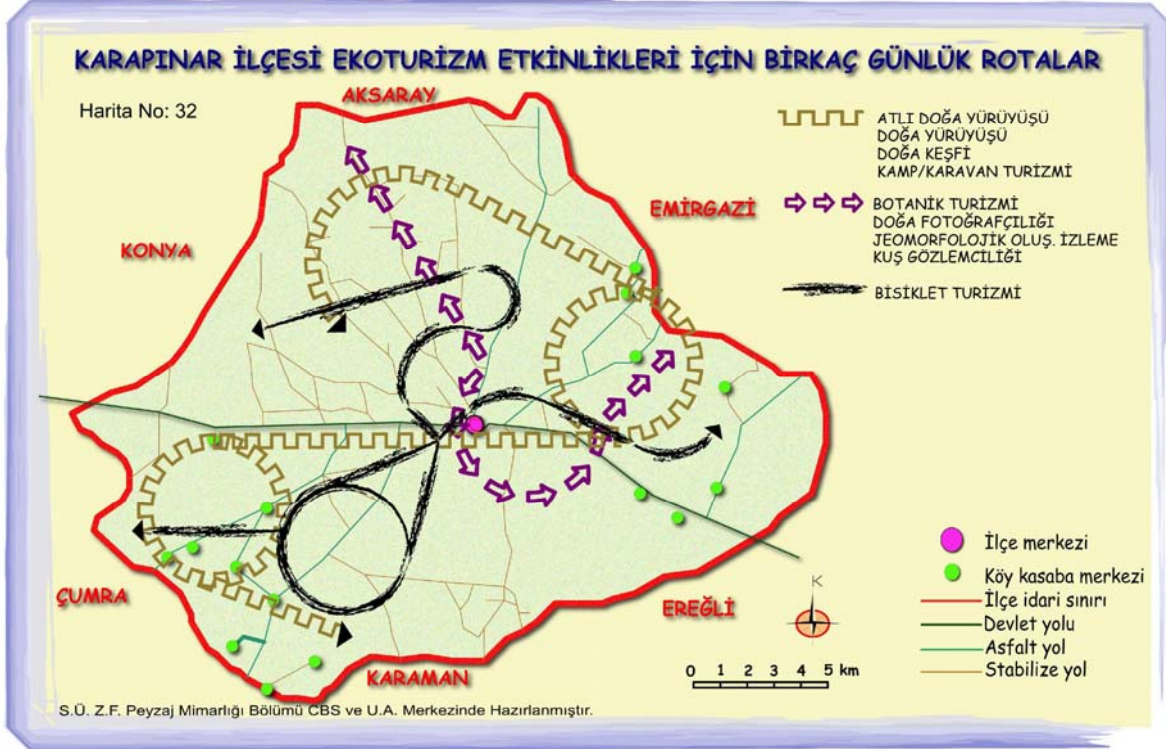 KARAPINAR İLÇESİ EKOTURİZM ETKİNLİKLERİ İÇİN BİRKAÇ GÜNLÜK ROTALAR
Harita No: 32
AKSARAY
ATLI DOĞA YÜRÜYÜŞÜ
DOĞA YÜRÜYÜŞÜ
DOĞA KEŞFİ
KAMP/KARAVAN TURİZMİ
EMİRGAZİ
BOTANİK TURİZMİ
DOĞA FOTOĞRAFÇILIĞI
JEOMORFOLOJİK OLUŞ. İZLEME
KUŞ GÖZLEMCİLİĞİ
KONYA
BİSİKLET TURİZMİ
İlçe merkezi
Köy kasaba merkezi
İlçe idari sınırı
Devlet yolu
Asfalt yol
Stabilize yol
ÇUMRA
EREĞLİ
K
KARAMAN
0 1 2 3 4 5 km
S.Ü. Z.F. Peyzaj Mimarlığı Bölümü CBS ve U.A. Merkezinde Hazırlanmıştır.